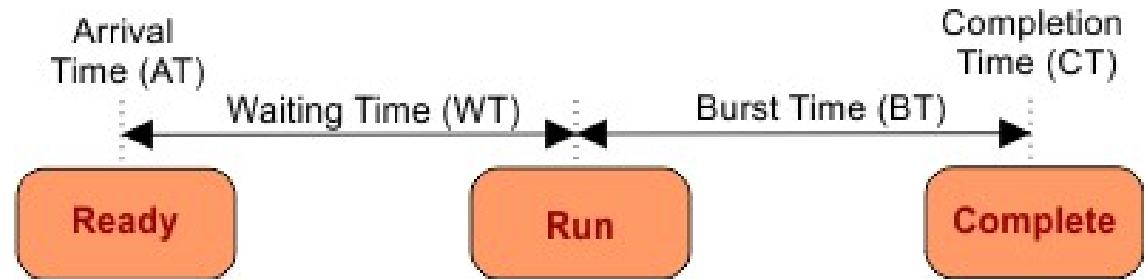 Arrival
Time (AT)
Completion
Time (CT)
Waiting Time (WT)
Burst Time (BT)
Ready
Run
Complete